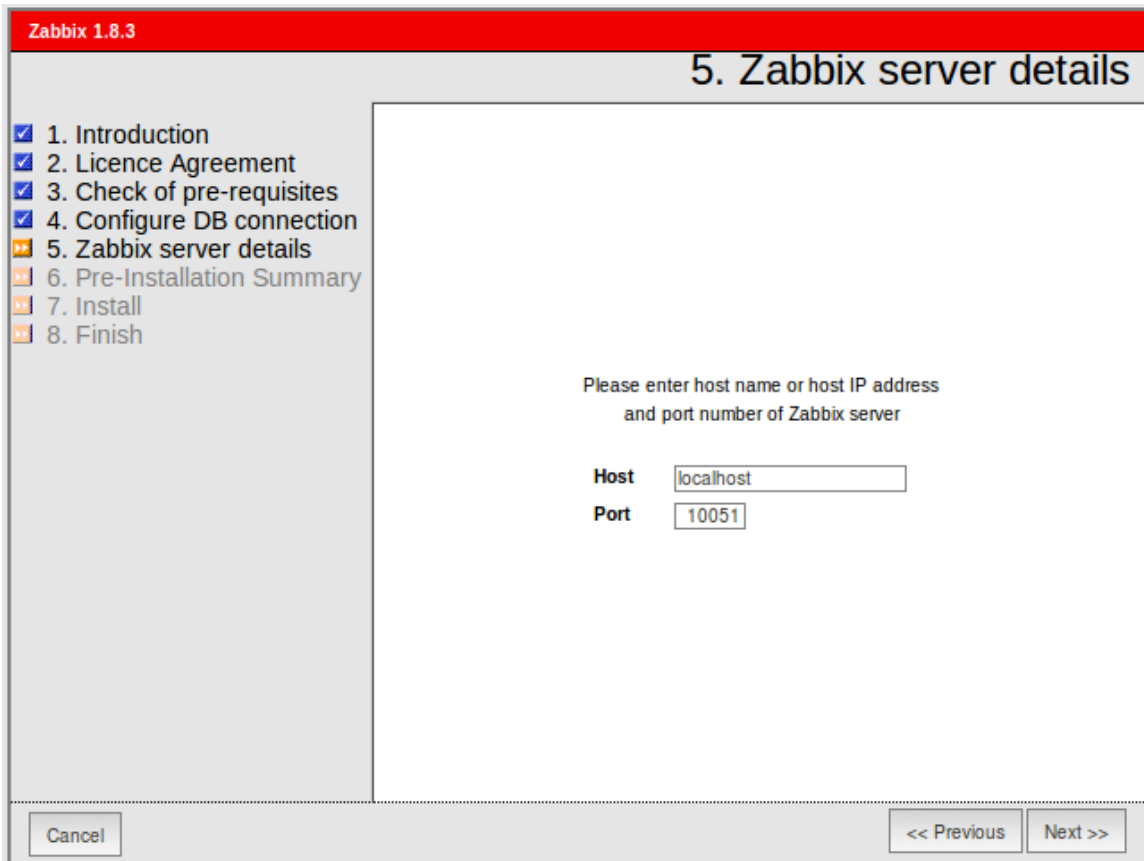 Zabbix 1.8.3
5. Zabbix server details
1. Introduction
2. Licence Agreement
3. Check of pre-requisites
4. Configure DB connection
5. Zabbix server details
6. Pre-Installation Summary
7. Install
8. Finish
Please enter host name or host IP address
and port number of Zabbix server
Host localhost
Port 10051
Cancel << Previous Next >>